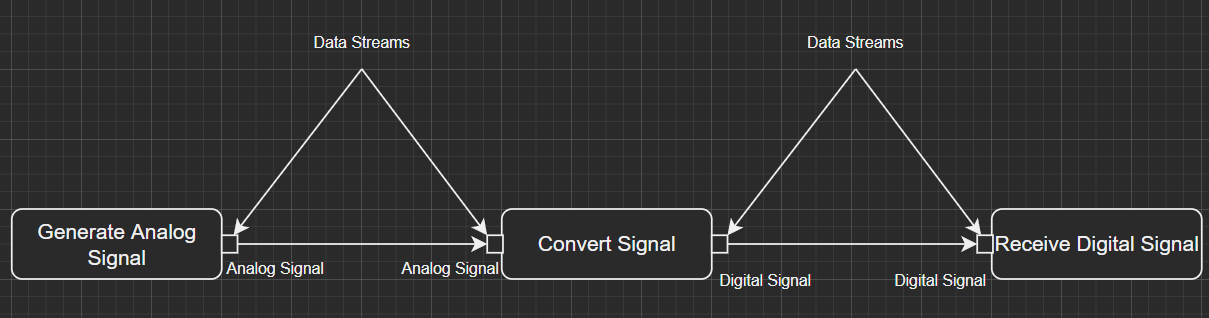 Data Streams
Data Streams
Generate Analog
Signal
Convert Signal
Receive Digital Signal
Analog Signal
Analog Signal
Digital Signal
Digital Signal